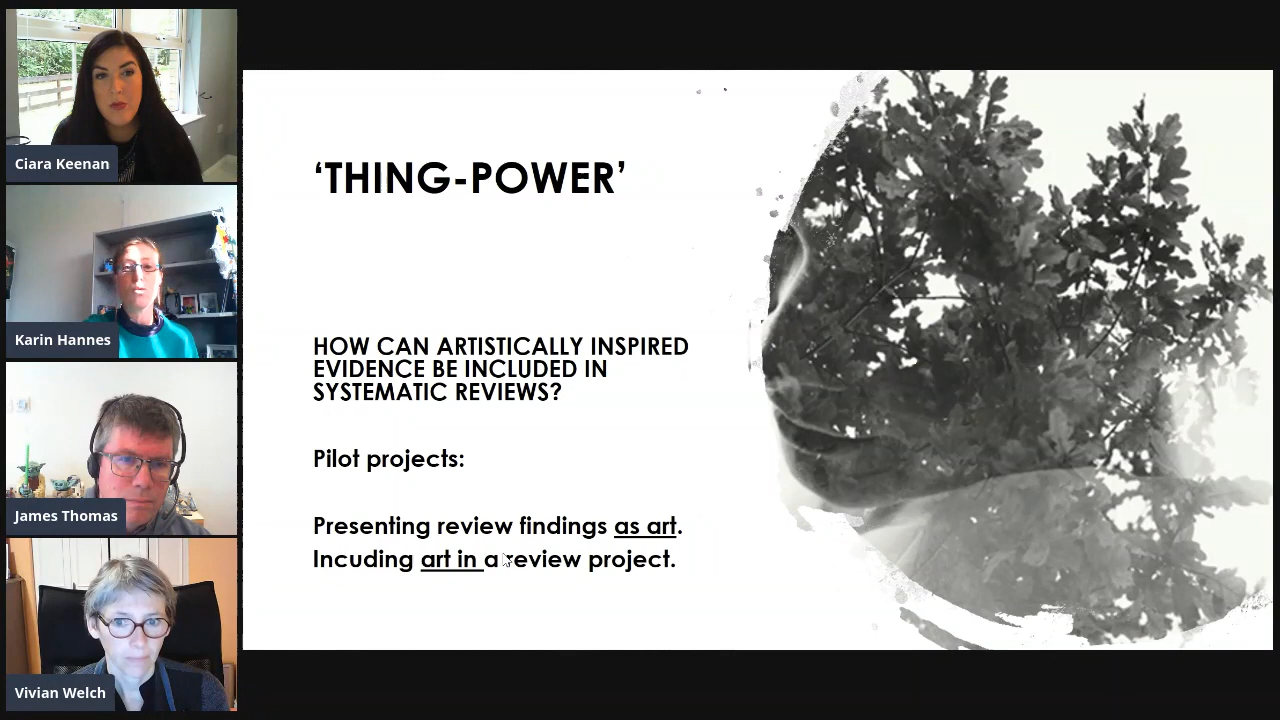 Ciara Keenan
Karin Hannes
James Thomas
Vivian Welch
‘THING-POWER’
HOW CAN ARTISTICALLY INSPIRED
EVIDENCE BE INCLUDED IN
SYSTEMATIC REVIEWS?
Pilot projects:
Presenting review findings as art.
Incuding art in a review project.